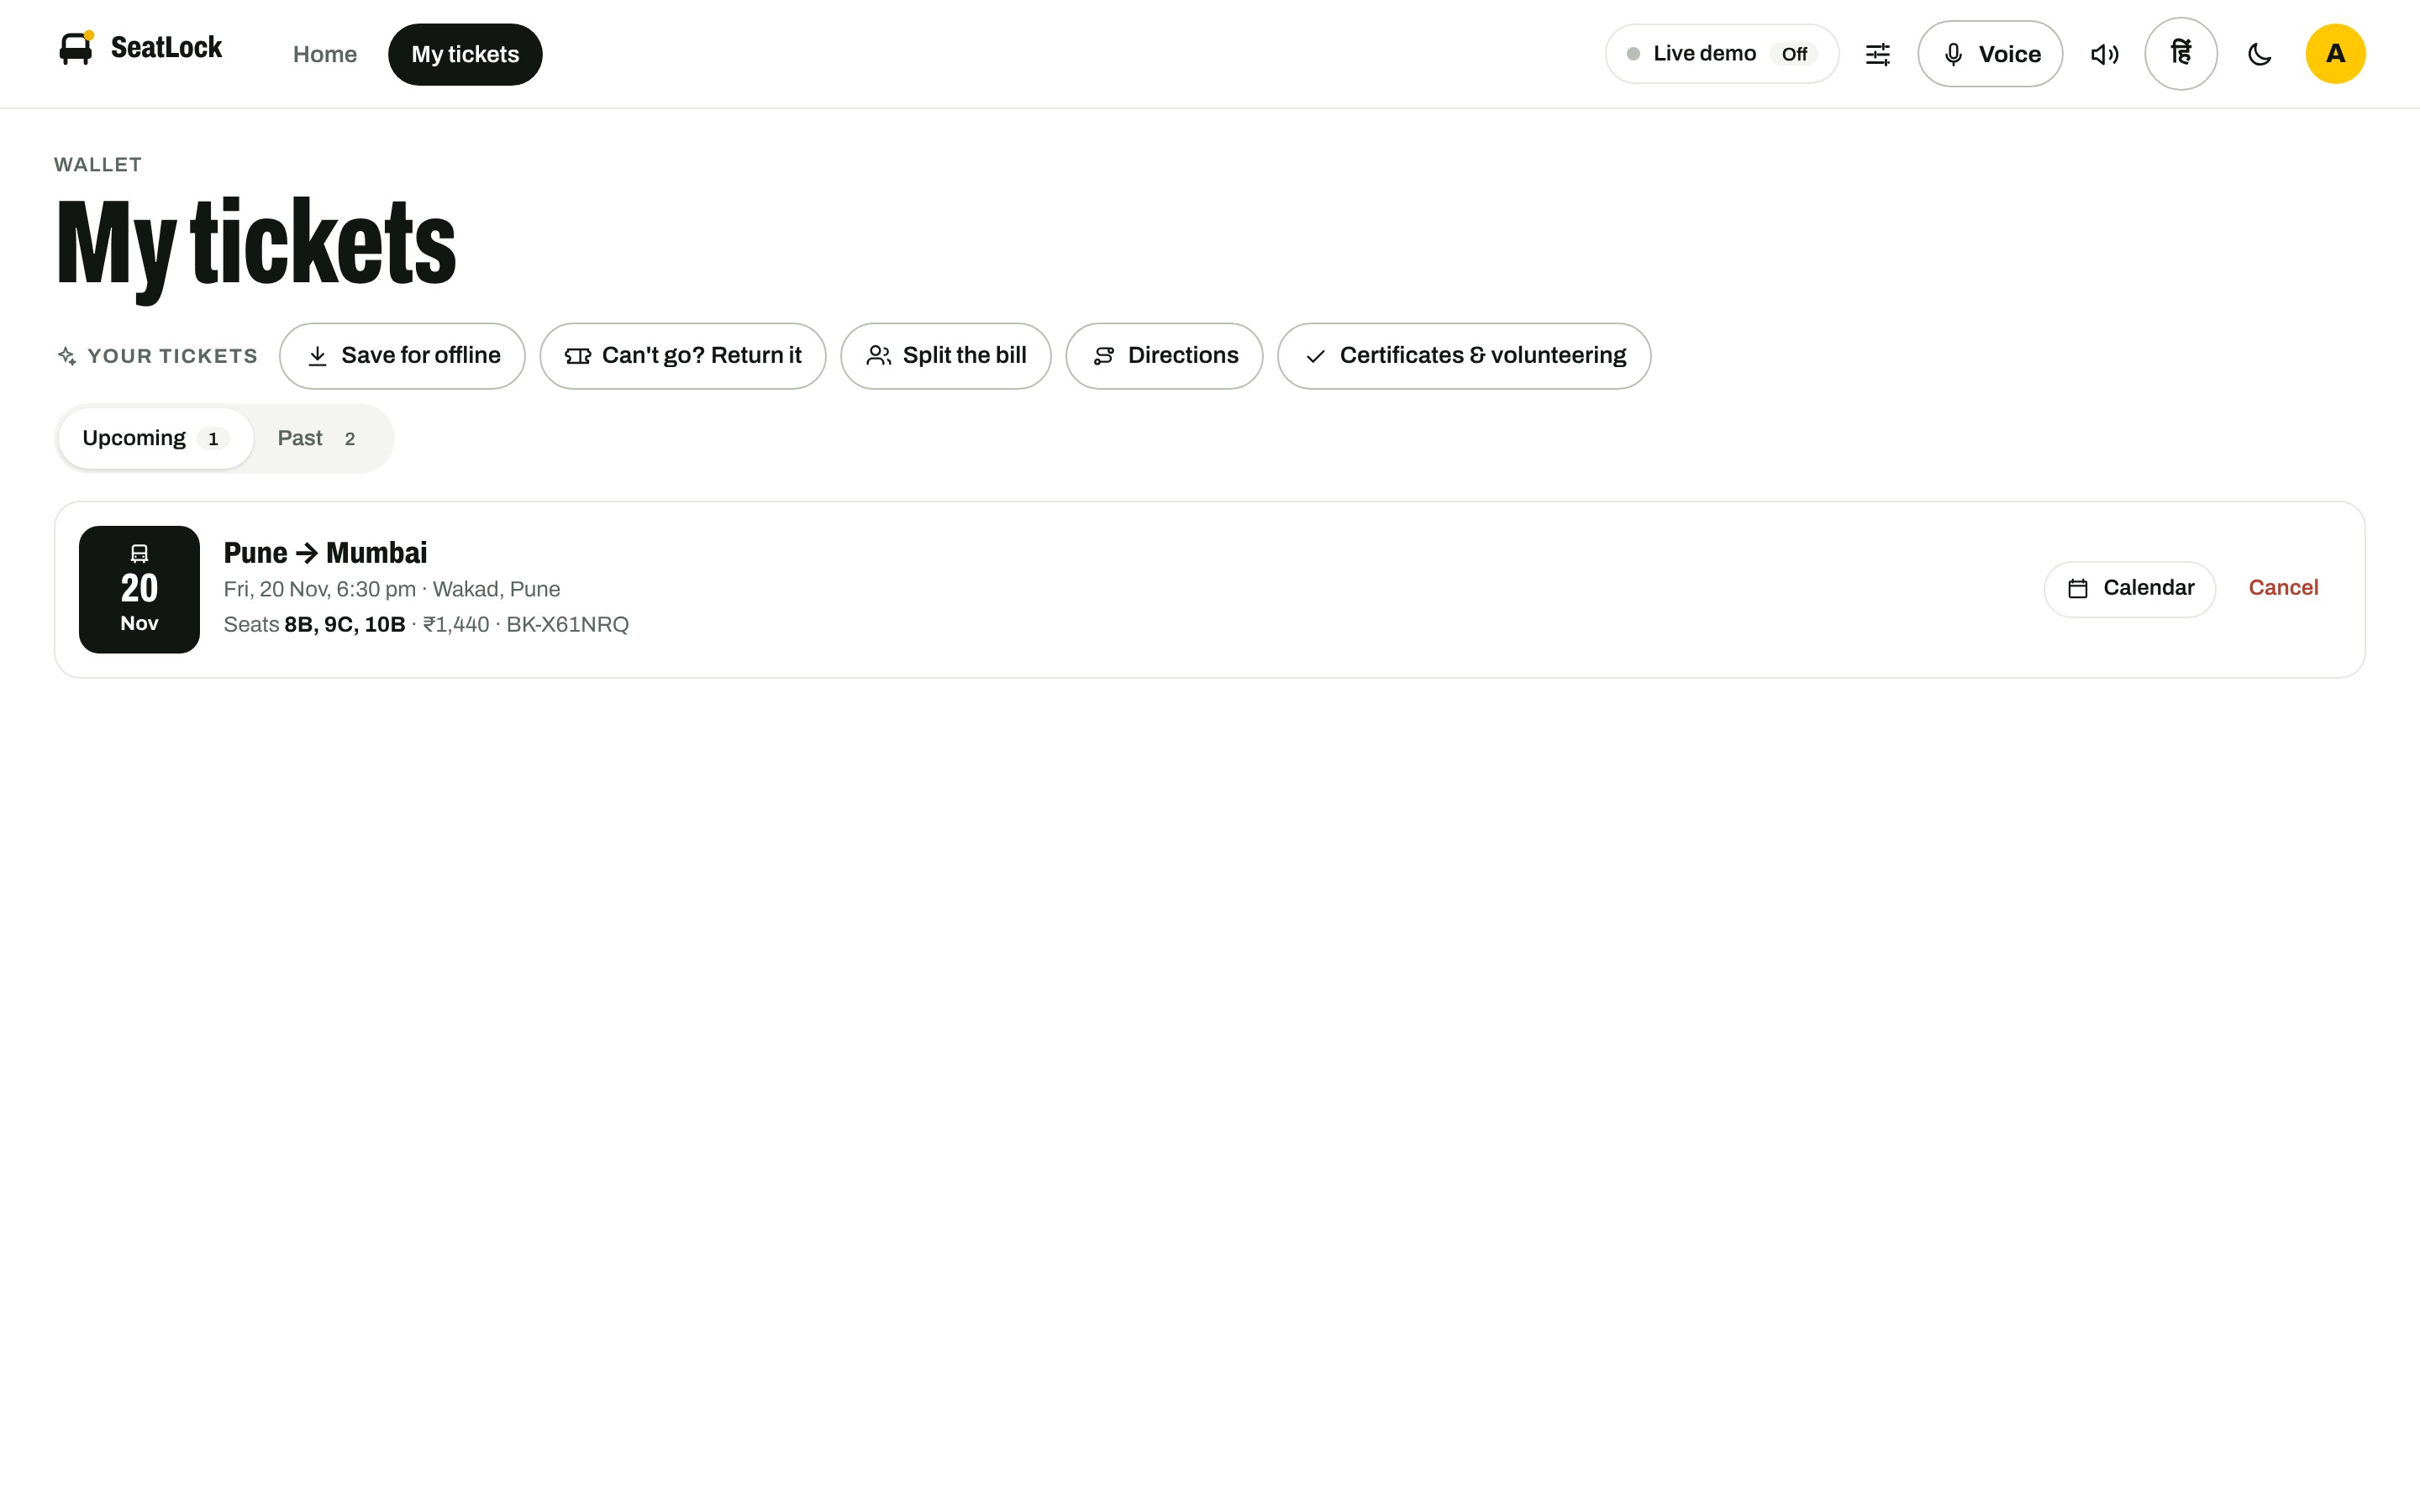 SeatLock Home My tickets Live demo Off Voice हिं A
WALLET
My tickets
YOUR TICKETS Save for offline Can't go? Return it Split the bill Directions Certificates & volunteering
Upcoming 1 Past 2
20
Nov
Pune → Mumbai
Fri, 20 Nov, 6:30 pm · Wakad, Pune
Seats 8B, 9C, 10B · ₹1,440 · BK-X61NRQ
Calendar Cancel